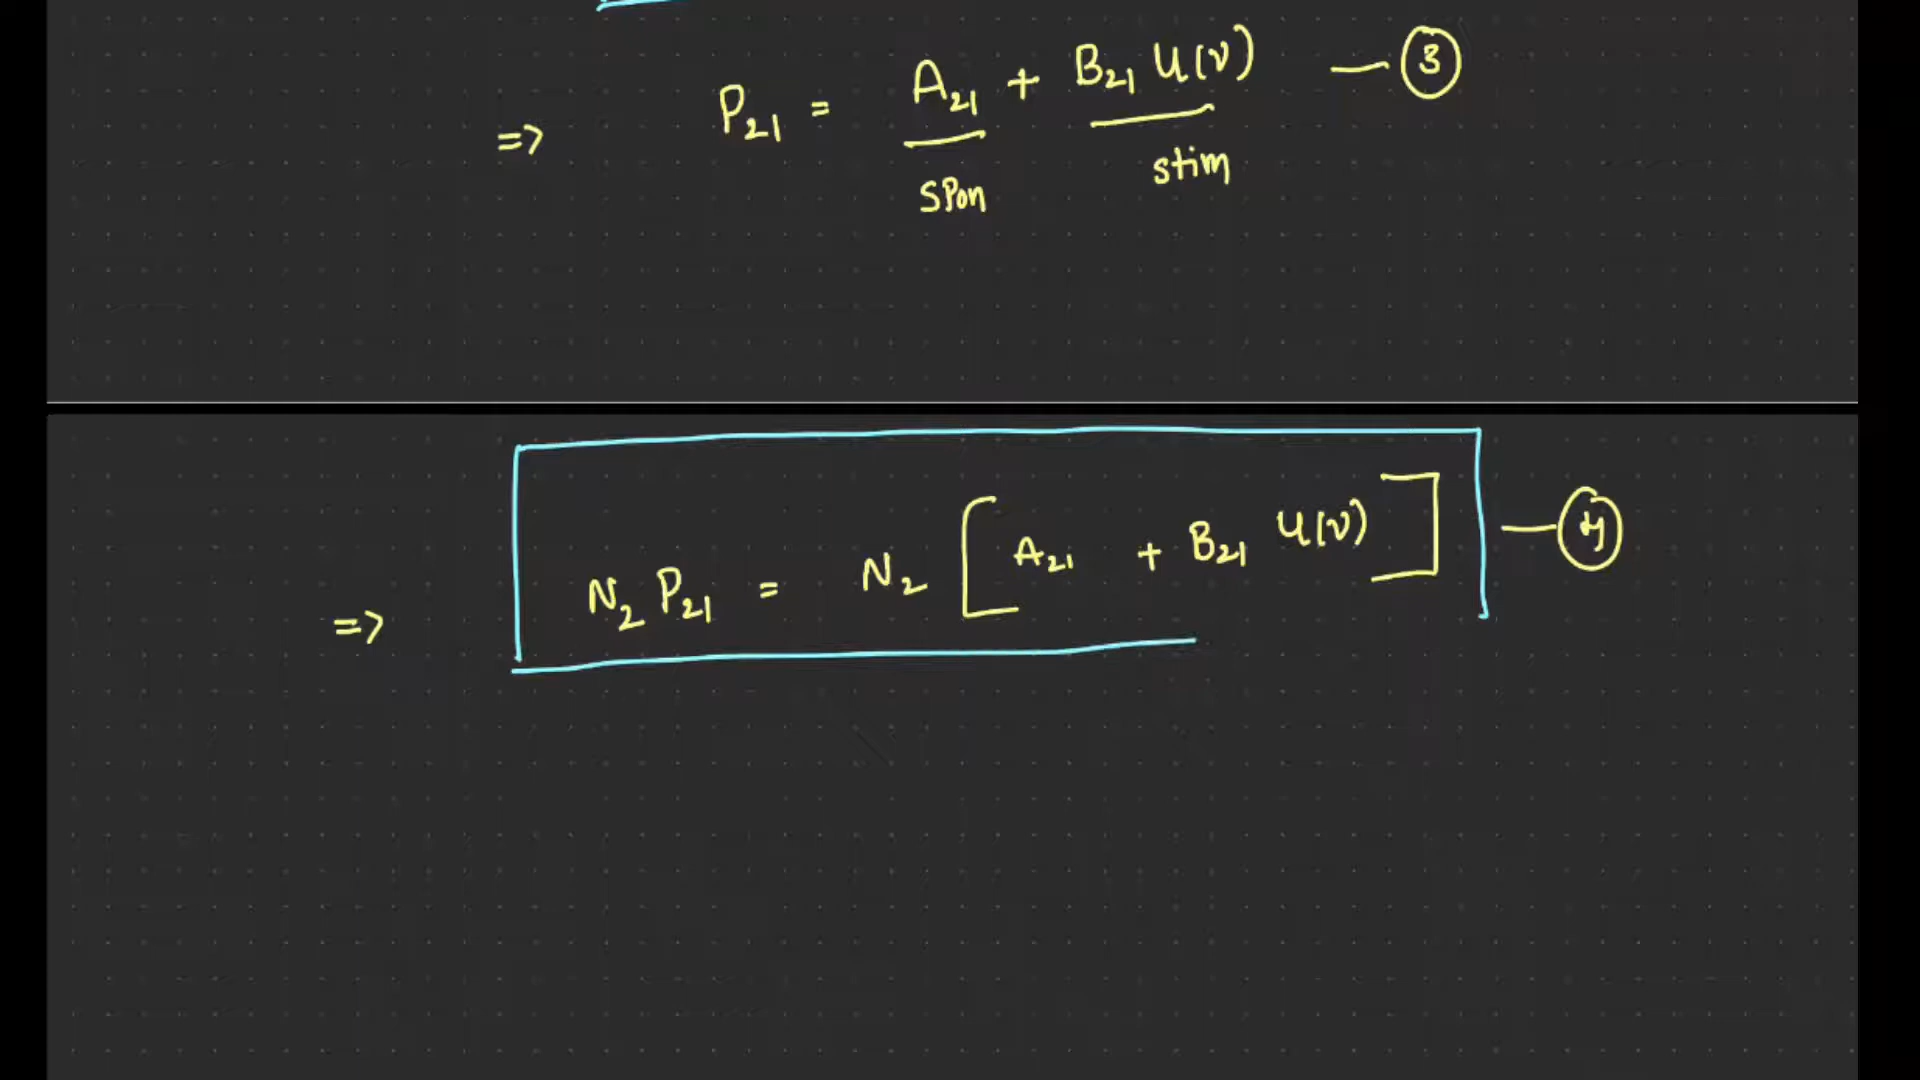 => P21 = A21 + B21 u(ν) — ③
spon stim
=> N2 P21 = N2 [ A21 + B21 u(ν) ] — ④